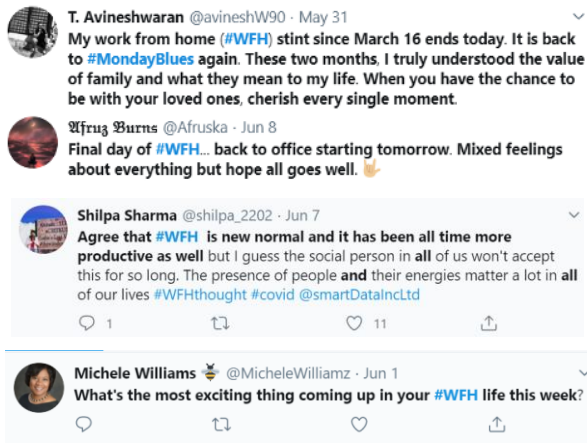 T. Avineshwaran @avineshW90 · May 31
My work from home (#WFH) stint since March 16 ends today. It is back
to #MondayBlues again. These two months, I truly understood the value
of family and what they mean to my life. When you have the chance to
be with your loved ones, cherish every single moment.
𝕬𝖋𝖗𝖚𝖟 𝕭𝖚𝖗𝖓𝖘 @Afruska · Jun 8
Final day of #WFH... back to office starting tomorrow. Mixed feelings
about everything but hope all goes well. 🤟🏼
Shilpa Sharma @shilpa_2202 · Jun 7
Agree that #WFH is new normal and it has been all time more
productive as well but I guess the social person in all of us won't accept
this for so long. The presence of people and their energies matter a lot in all
of our lives #WFHthought #covid @smartDataIncLtd
1 11
Michele Williams 🐝 @MicheleWilliamz · Jun 1
What's the most exciting thing coming up in your #WFH life this week?